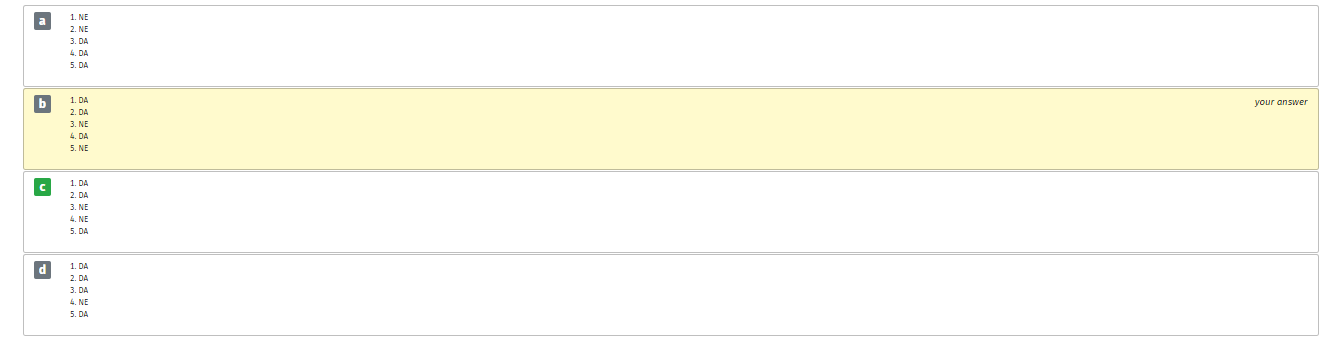 a
1. NE
2. NE
3. DA
4. DA
5. DA
b
1. DA
your answer
2. DA
3. NE
4. DA
5. NE
c
1. DA
2. DA
3. NE
4. NE
5. DA
d
1. DA
2. DA
3. DA
4. NE
5. DA